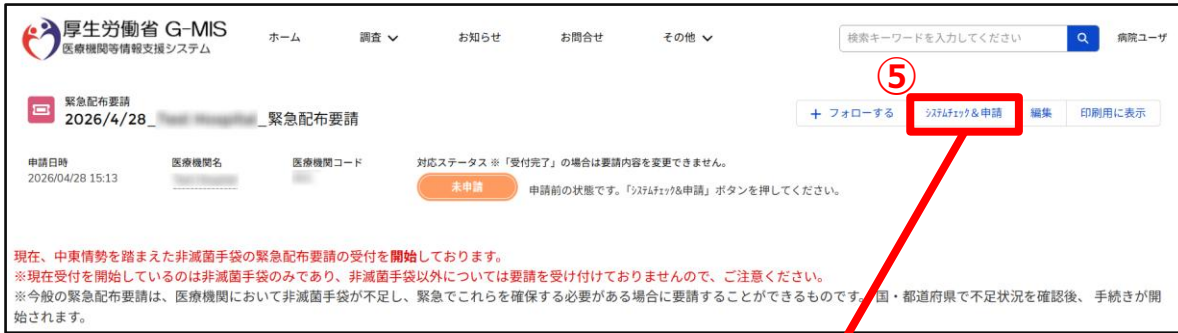 厚生労働省 G-MIS
医療機関等情報支援システム
ホーム
調査
お知らせ
お問合せ
その他
検索キーワードを入力してください
病院ユーザ
⑤
緊急配布要請
2026/4/28_
_緊急配布要請
+ フォローする
ｼｽﾃﾑﾁｪｯｸ＆申請
編集
印刷用に表示
申請日時
2026/04/28 15:13
医療機関名
医療機関コード
対応ステータス ※「受付完了」の場合は要請内容を変更できません。
未申請
申請前の状態です。「ｼｽﾃﾑﾁｪｯｸ&申請」ボタンを押してください。
現在、中東情勢を踏まえた非滅菌手袋の緊急配布要請の受付を開始しております。
※現在受付を開始しているのは非滅菌手袋のみであり、非滅菌手袋以外については要請を受け付けておりませんので、ご注意ください。
※今般の緊急配布要請は、医療機関において非滅菌手袋が不足し、緊急でこれらを確保する必要がある場合に要請することができるものです。国・都道府県で不足状況を確認後、 手続きが開
始されます。